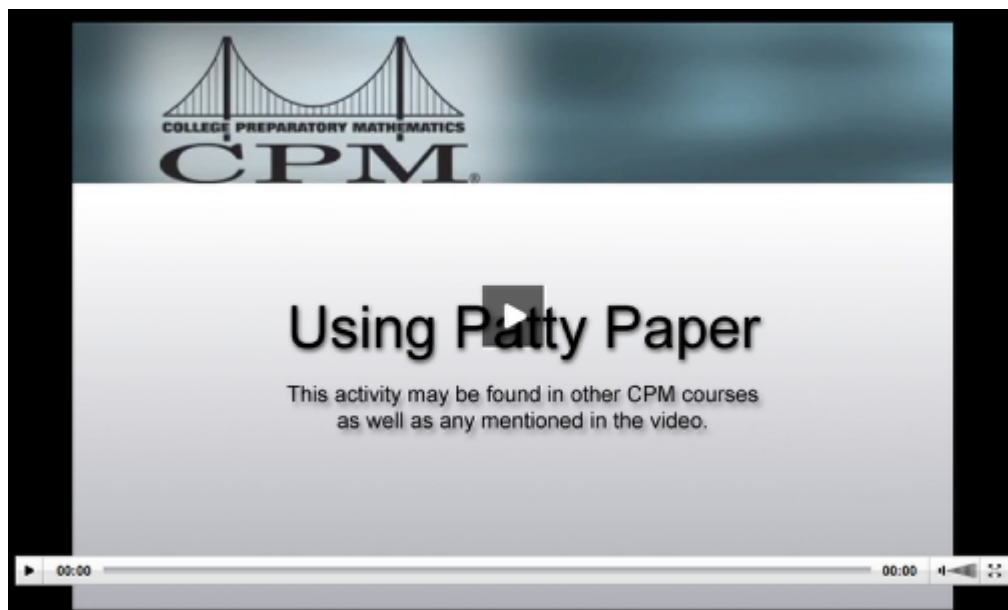 COLLEGE PREPARATORY MATHEMATICS
CPM®
Using Patty Paper
This activity may be found in other CPM courses
as well as any mentioned in the video.
00:00 00:00